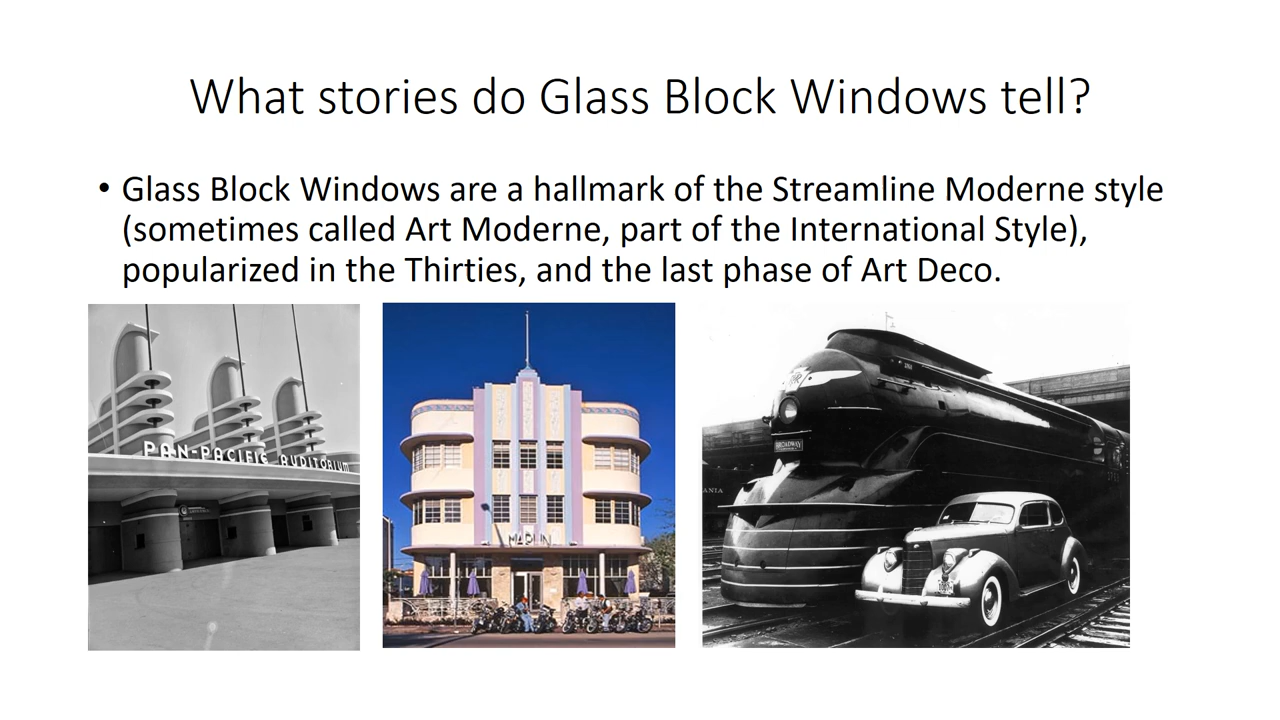 What stories do Glass Block Windows tell?
• Glass Block Windows are a hallmark of the Streamline Moderne style
(sometimes called Art Moderne, part of the International Style),
popularized in the Thirties, and the last phase of Art Deco.
PAN-PACIFIC AUDITORIUM
MARLIN
BROADWAY